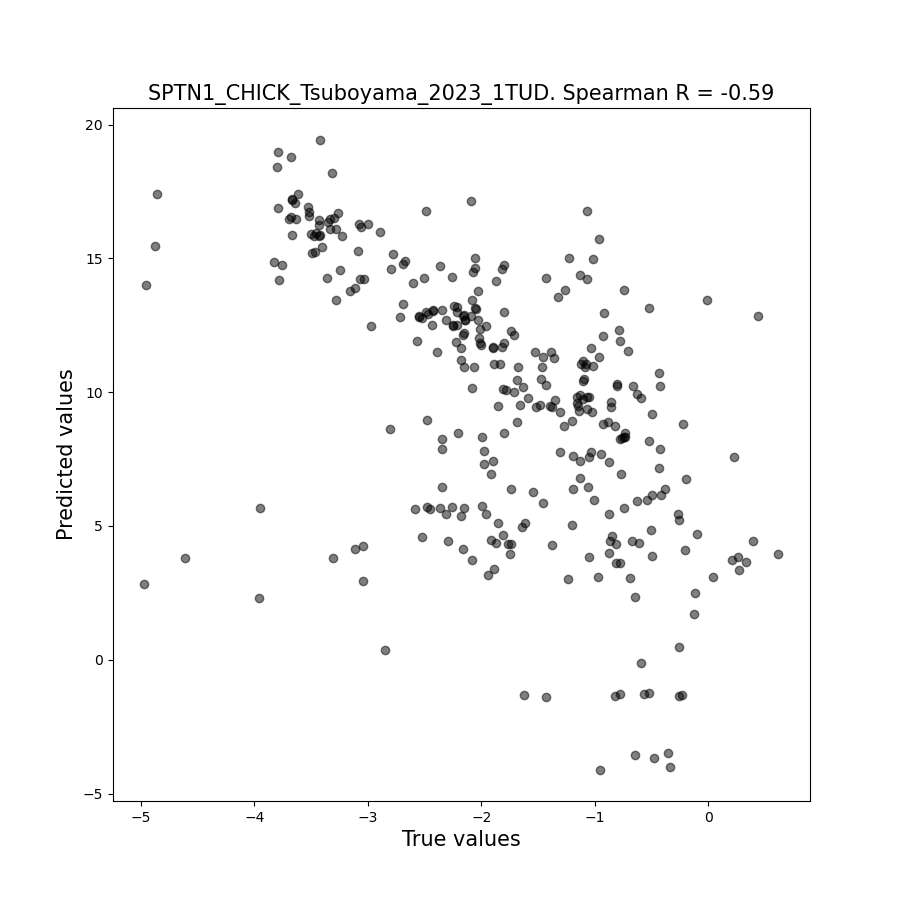 SPTN1_CHICK_Tsuboyama_2023_1TUD. Spearman R = -0.59
20
15
10
5
0
−5
Predicted values
−5 −4 −3 −2 −1 0
True values